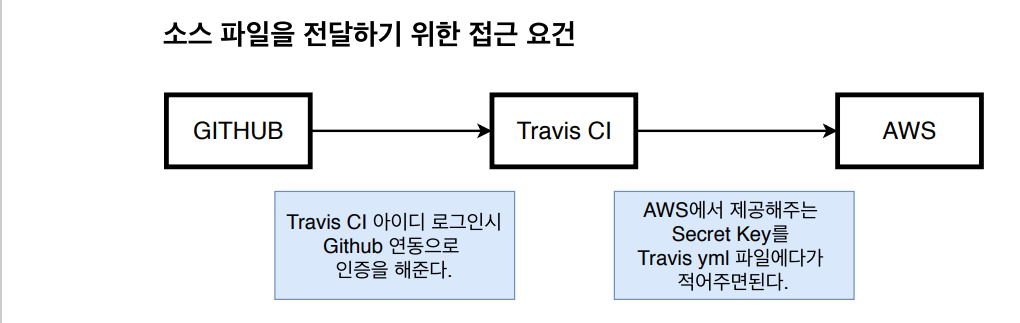 소스 파일을 전달하기 위한 접근 요건
GITHUB
Travis CI
AWS
Travis CI 아이디 로그인시
Github 연동으로
인증을 해준다.
AWS에서 제공해주는
Secret Key를
Travis yml 파일에다가
적어주면된다.